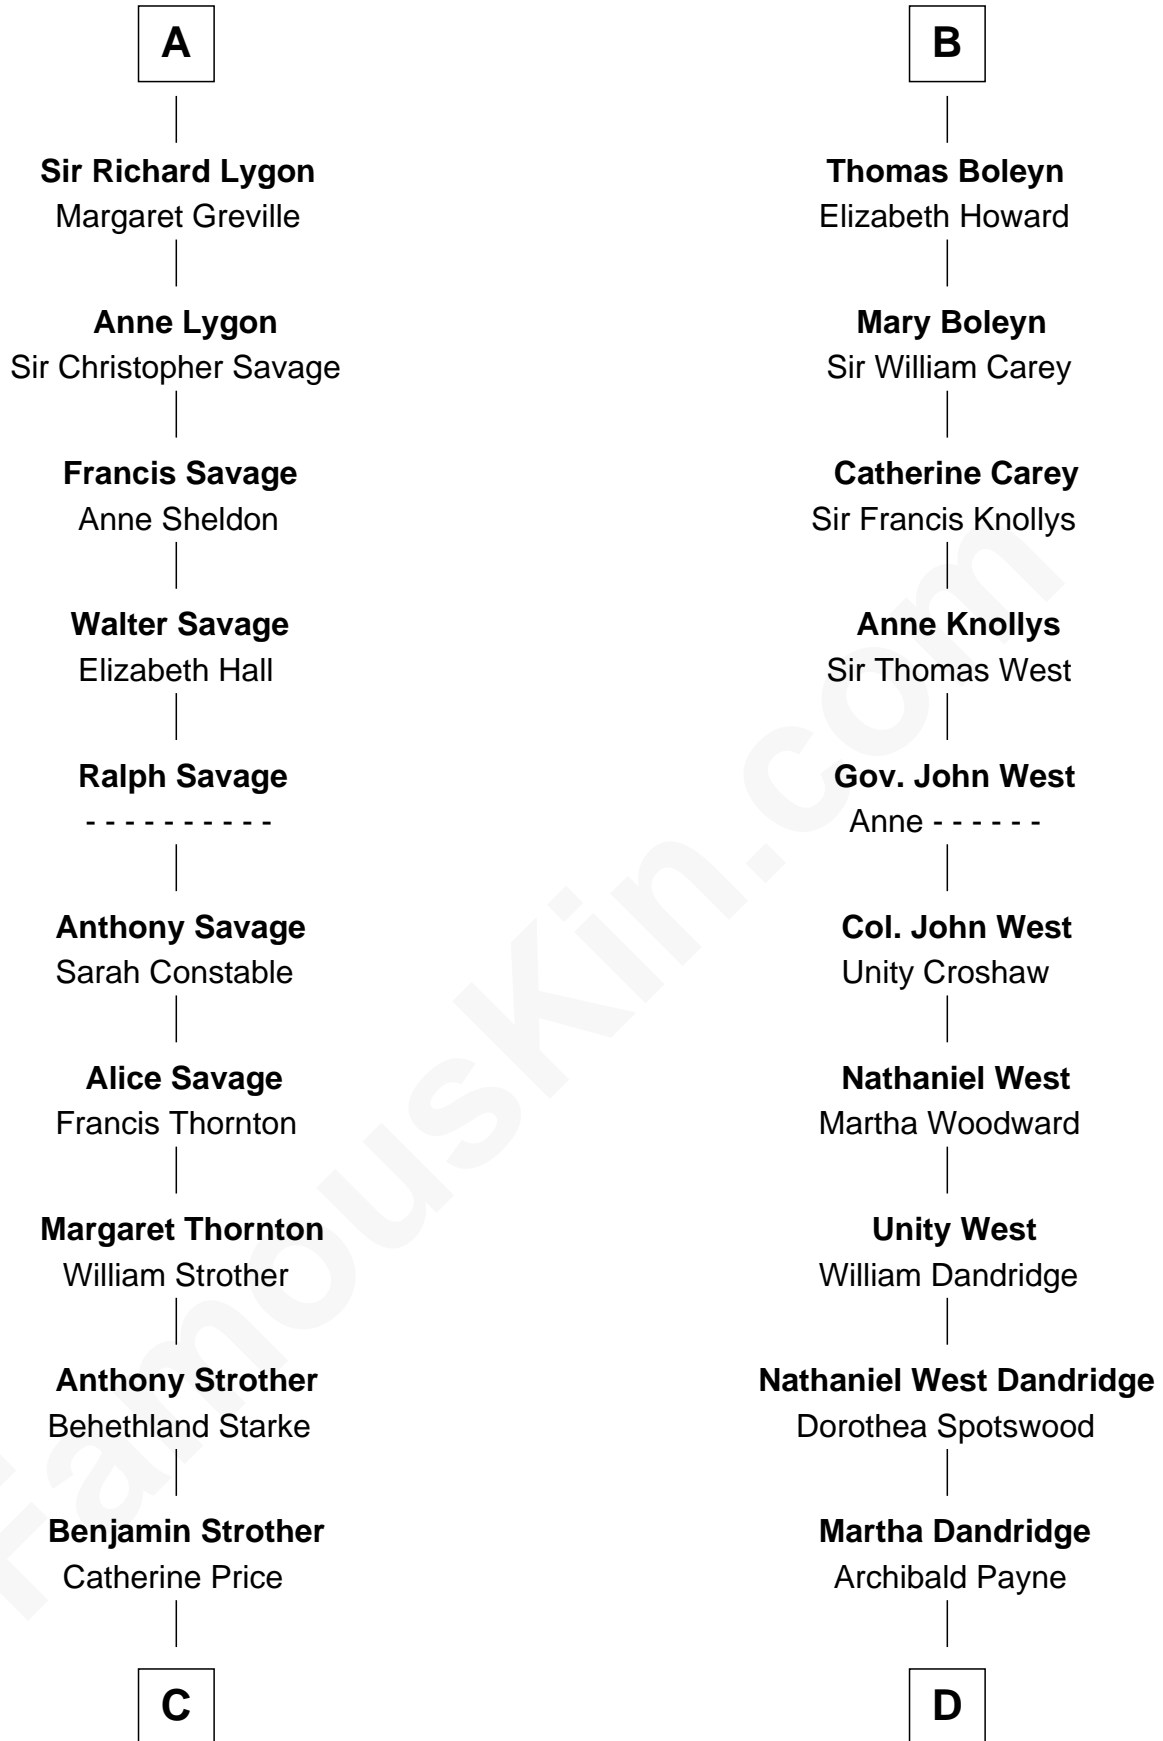 A
Sir Richard Lygon
Margaret Greville
Anne Lygon
Sir Christopher Savage
Francis Savage
Anne Sheldon
Walter Savage
Elizabeth Hall
Ralph Savage
- - - - - - - - - -
Anthony Savage
Sarah Constable
Alice Savage
Francis Thornton
Margaret Thornton
William Strother
Anthony Strother
Behethland Starke
Benjamin Strother
Catherine Price
C
B
Thomas Boleyn
Elizabeth Howard
Mary Boleyn
Sir William Carey
Catherine Carey
Sir Francis Knollys
Anne Knollys
Sir Thomas West
Gov. John West
Anne - - - - - -
Col. John West
Unity Croshaw
Nathaniel West
Martha Woodward
Unity West
William Dandridge
Nathaniel West Dandridge
Dorothea Spotswood
Martha Dandridge
Archibald Payne
D
FamousKin.com